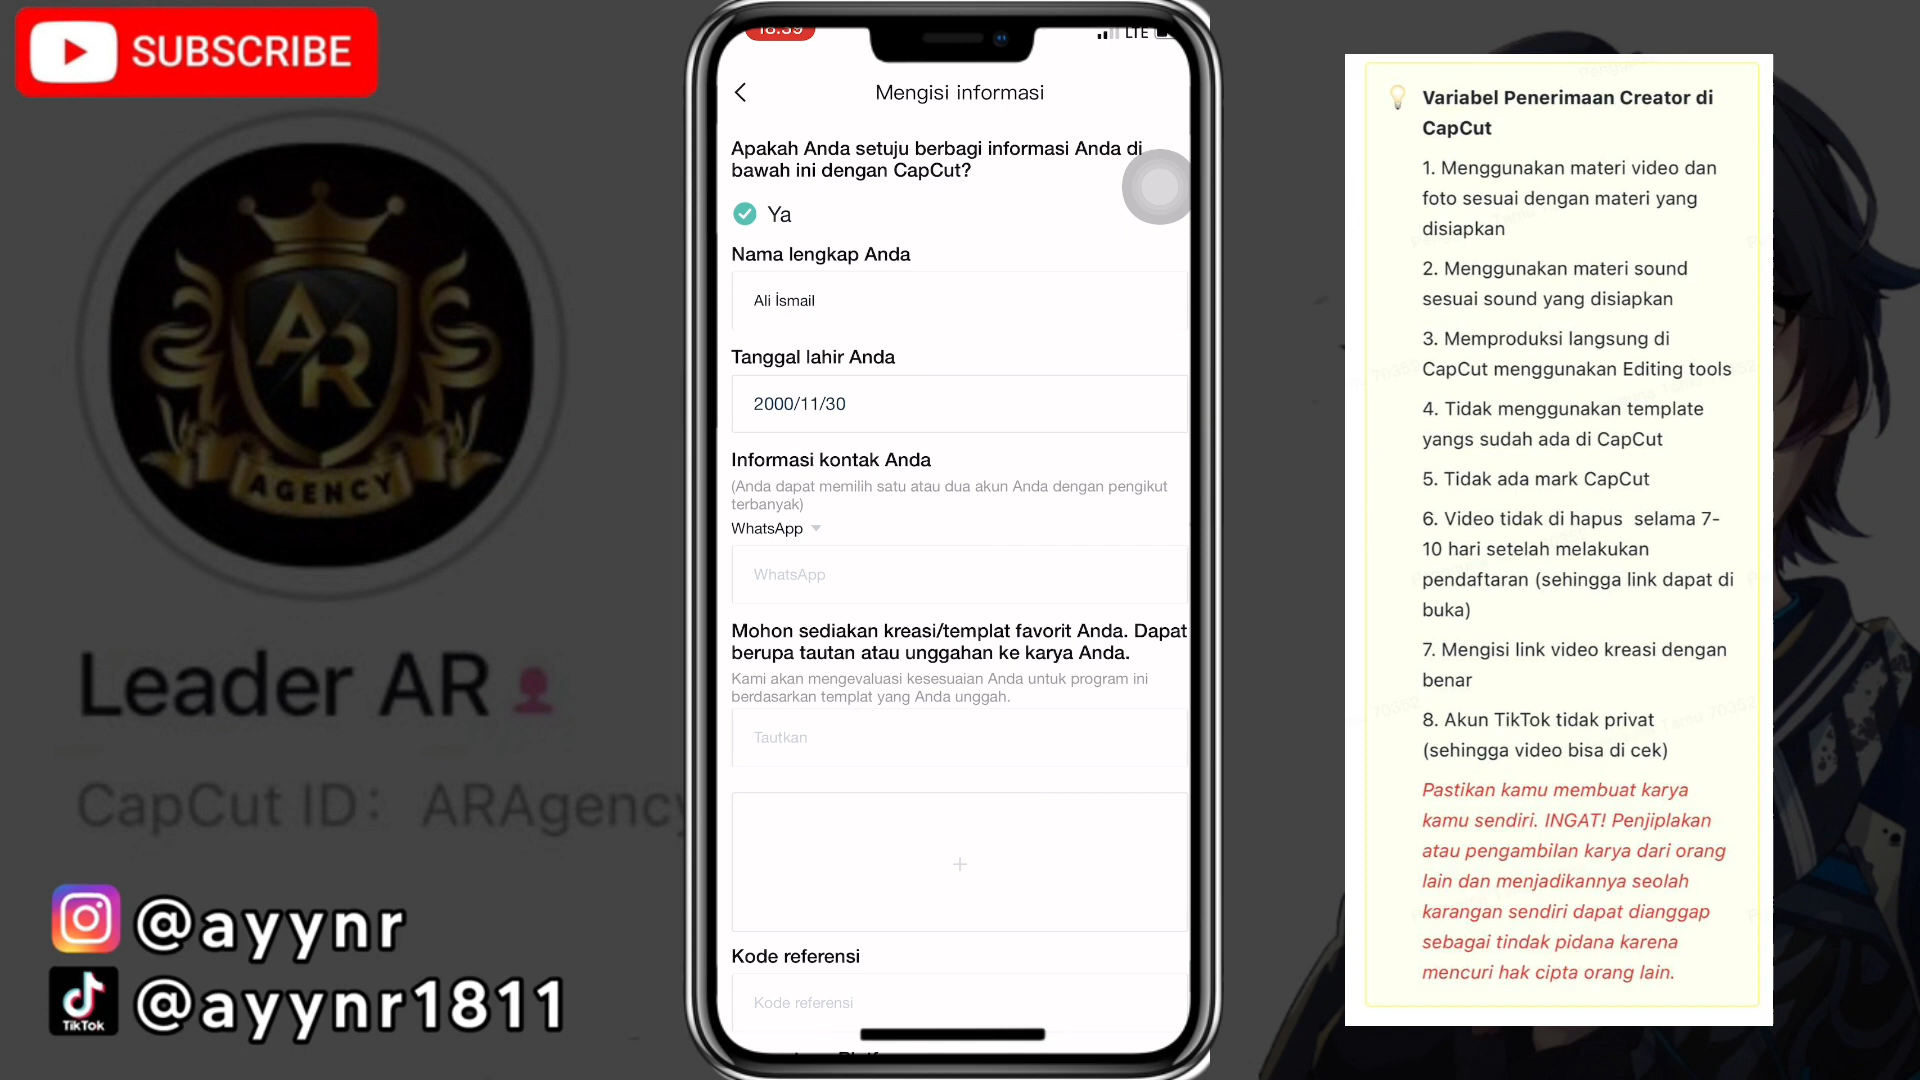 SUBSCRIBE
AR
AGENCY
Leader AR
CapCut ID: ARAgency
@ayynr
TikTok
@ayynr1811
18:39
LTE
Mengisi informasi
Apakah Anda setuju berbagi informasi Anda di
bawah ini dengan CapCut?
Ya
Nama lengkap Anda
Ali İsmail
Tanggal lahir Anda
2000/11/30
Informasi kontak Anda
(Anda dapat memilih satu atau dua akun Anda dengan pengikut
terbanyak)
WhatsApp
WhatsApp
Mohon sediakan kreasi/templat favorit Anda. Dapat
berupa tautan atau unggahan ke karya Anda.
Kami akan mengevaluasi kesesuaian Anda untuk program ini
berdasarkan templat yang Anda unggah.
Tautkan
+
Kode referensi
Kode referensi
Variabel Penerimaan Creator di
CapCut
1. Menggunakan materi video dan
foto sesuai dengan materi yang
disiapkan
2. Menggunakan materi sound
sesuai sound yang disiapkan
3. Memproduksi langsung di
CapCut menggunakan Editing tools
4. Tidak menggunakan template
yangs sudah ada di CapCut
5. Tidak ada mark CapCut
6. Video tidak di hapus selama 7-
10 hari setelah melakukan
pendaftaran (sehingga link dapat di
buka)
7. Mengisi link video kreasi dengan
benar
8. Akun TikTok tidak privat
(sehingga video bisa di cek)
Pastikan kamu membuat karya
kamu sendiri. INGAT! Penjiplakan
atau pengambilan karya dari orang
lain dan menjadikannya seolah
karangan sendiri dapat dianggap
sebagai tindak pidana karena
mencuri hak cipta orang lain.